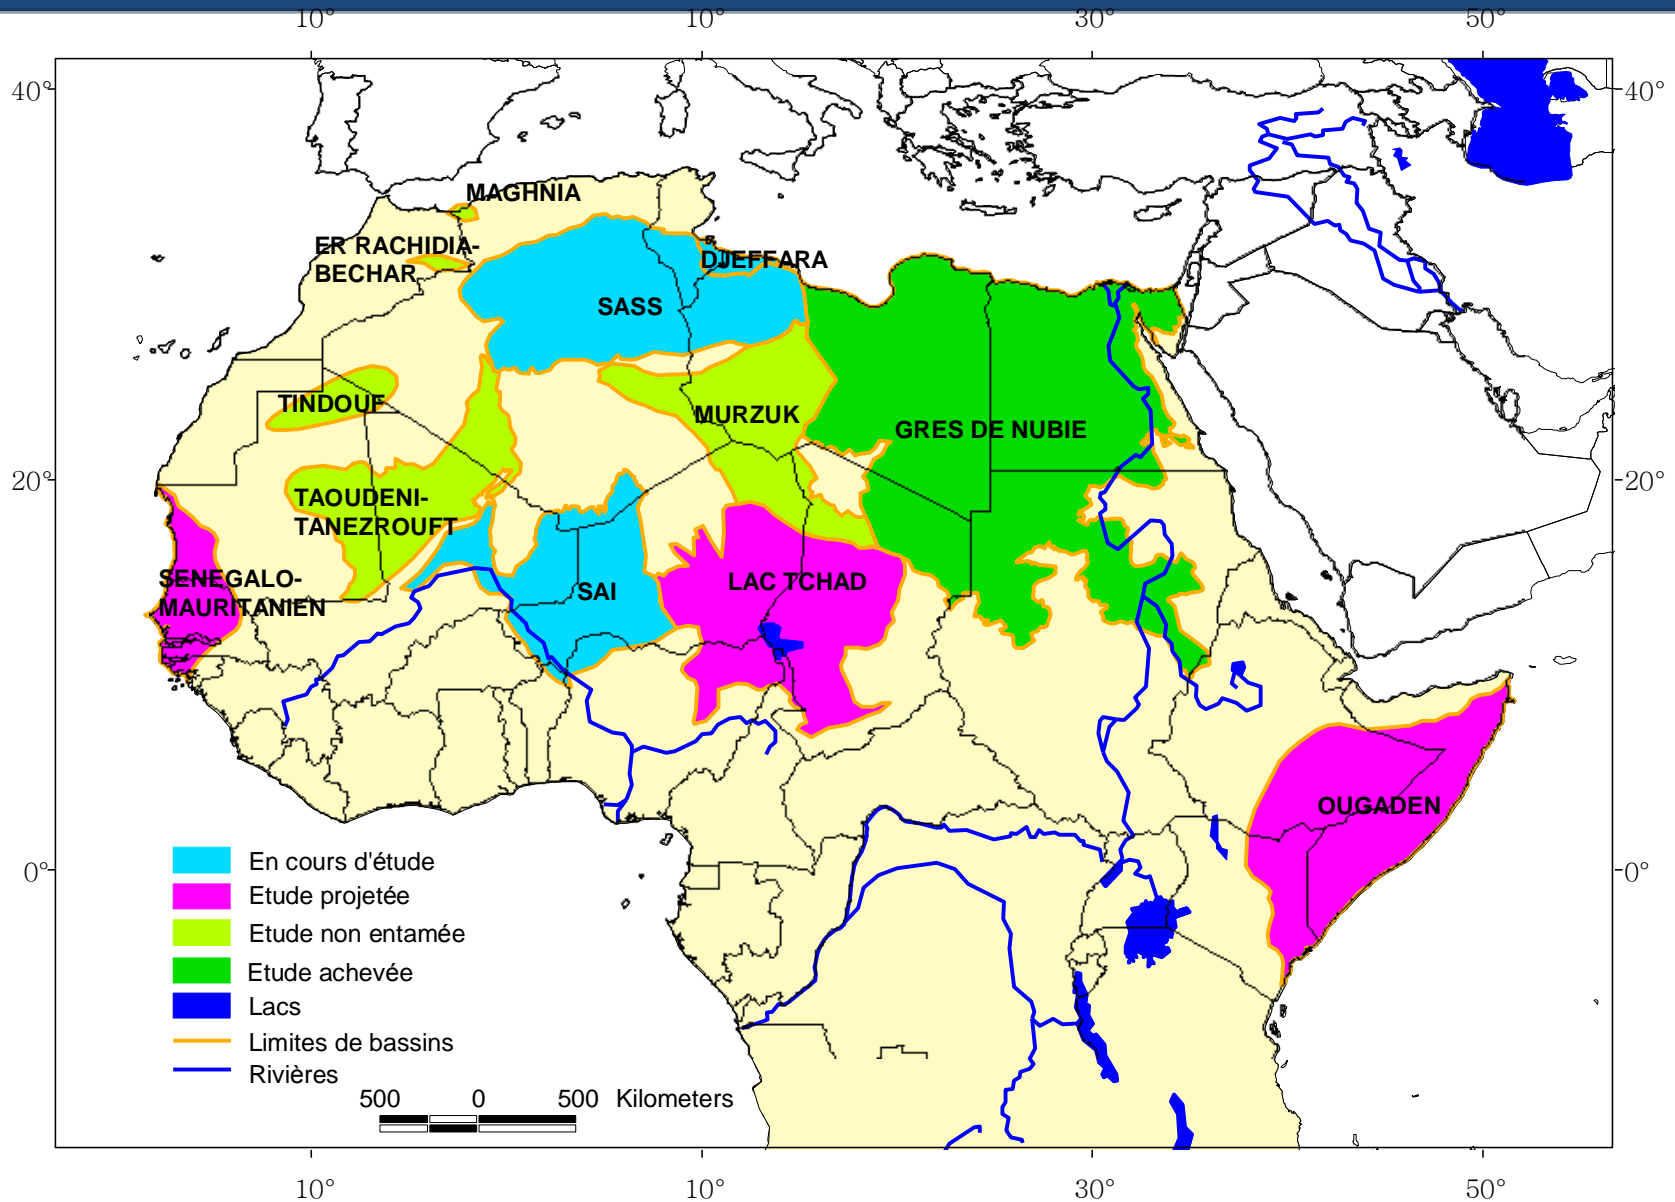 10° 10° 30° 50°
40° 40°
MAGHNIA
ER RACHIDIA-
BECHAR
DJEFFARA
SASS
TINDOUF
MURZUK
GRES DE NUBIE
20° 20°
TAOUDENI-
TANEZROUFT
SENEGALO-
MAURITANIEN
SAI
LAC TCHAD
OUGADEN
0° 0°
En cours d'étude
Etude projetée
Etude non entamée
Etude achevée
Lacs
Limites de bassins
Rivières
500 0 500 Kilometers
10° 10° 30° 50°